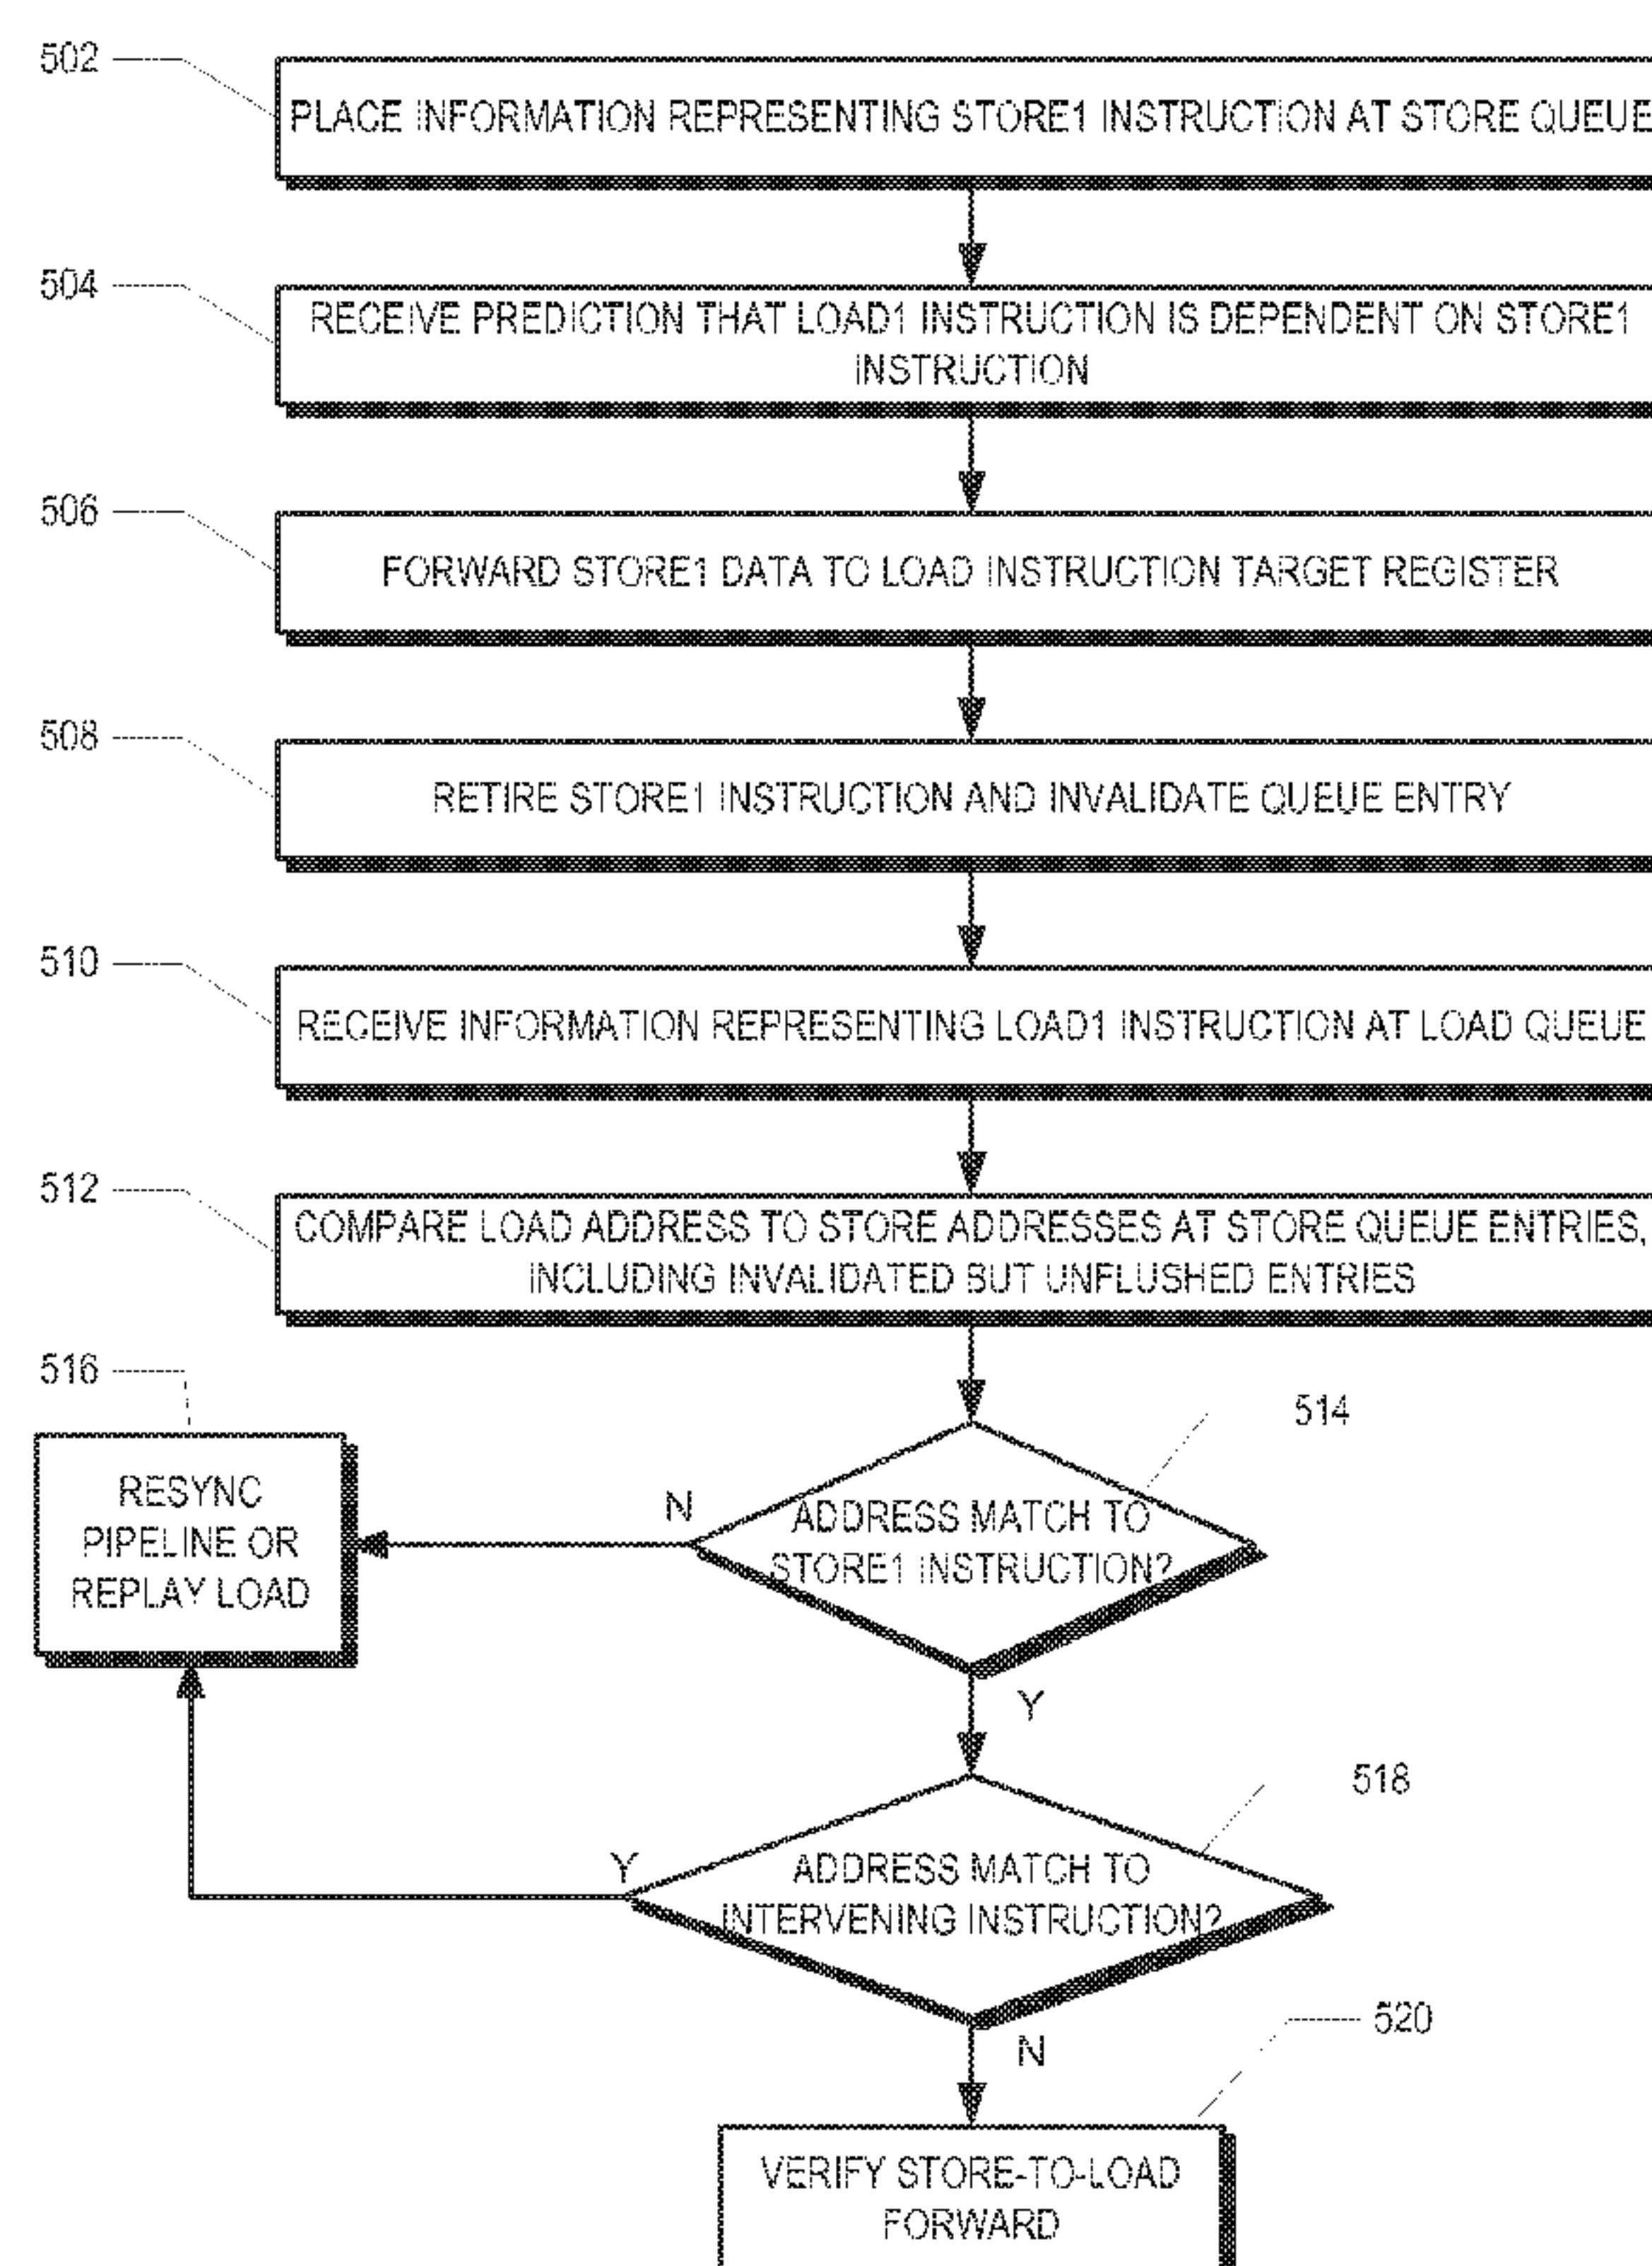 502
PLACE INFORMATION REPRESENTING STORE1 INSTRUCTION AT STORE QUEUE
504
RECEIVE PREDICTION THAT LOAD1 INSTRUCTION IS DEPENDENT ON STORE1
INSTRUCTION
506
FORWARD STORE1 DATA TO LOAD INSTRUCTION TARGET REGISTER
508
RETIRE STORE1 INSTRUCTION AND INVALIDATE QUEUE ENTRY
510
RECEIVE INFORMATION REPRESENTING LOAD1 INSTRUCTION AT LOAD QUEUE
512
COMPARE LOAD ADDRESS TO STORE ADDRESSES AT STORE QUEUE ENTRIES,
INCLUDING INVALIDATED BUT UNFLUSHED ENTRIES
516
RESYNC
PIPELINE OR
REPLAY LOAD
514
N
ADDRESS MATCH TO
STORE1 INSTRUCTION?
Y
518
Y
ADDRESS MATCH TO
INTERVENING INSTRUCTION?
N
520
VERIFY STORE-TO-LOAD
FORWARD